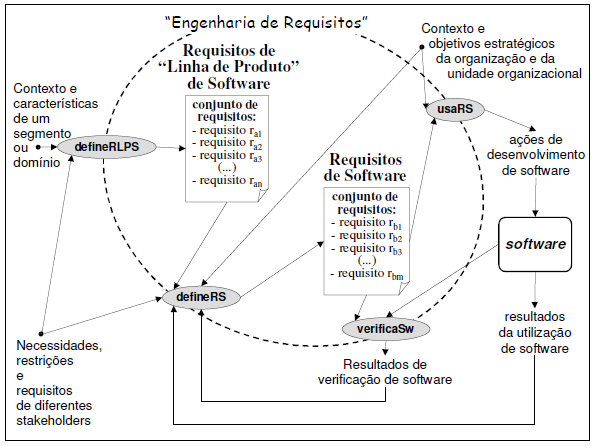 “Engenharia de Requisitos”
Requisitos de
“Linha de Produto”
de Software
conjunto de
requisitos:
- requisito ra1
- requisito ra2
- requisito ra3
(...)
- requisito ran
Contexto e
características
de um
segmento
ou
domínio
defineRLPS
Contexto e
objetivos estratégicos
da organização e da
unidade organizacional
usaRS
ações de
desenvolvimento
de software
Requisitos
de Software
conjunto de
requisitos:
- requisito rb1
- requisito rb2
- requisito rb3
(...)
- requisito rbm
software
defineRS
verificaSw
resultados
da utilização
de software
Necessidades,
restrições
e
requisitos
de diferentes
stakeholders
Resultados de
verificação de software